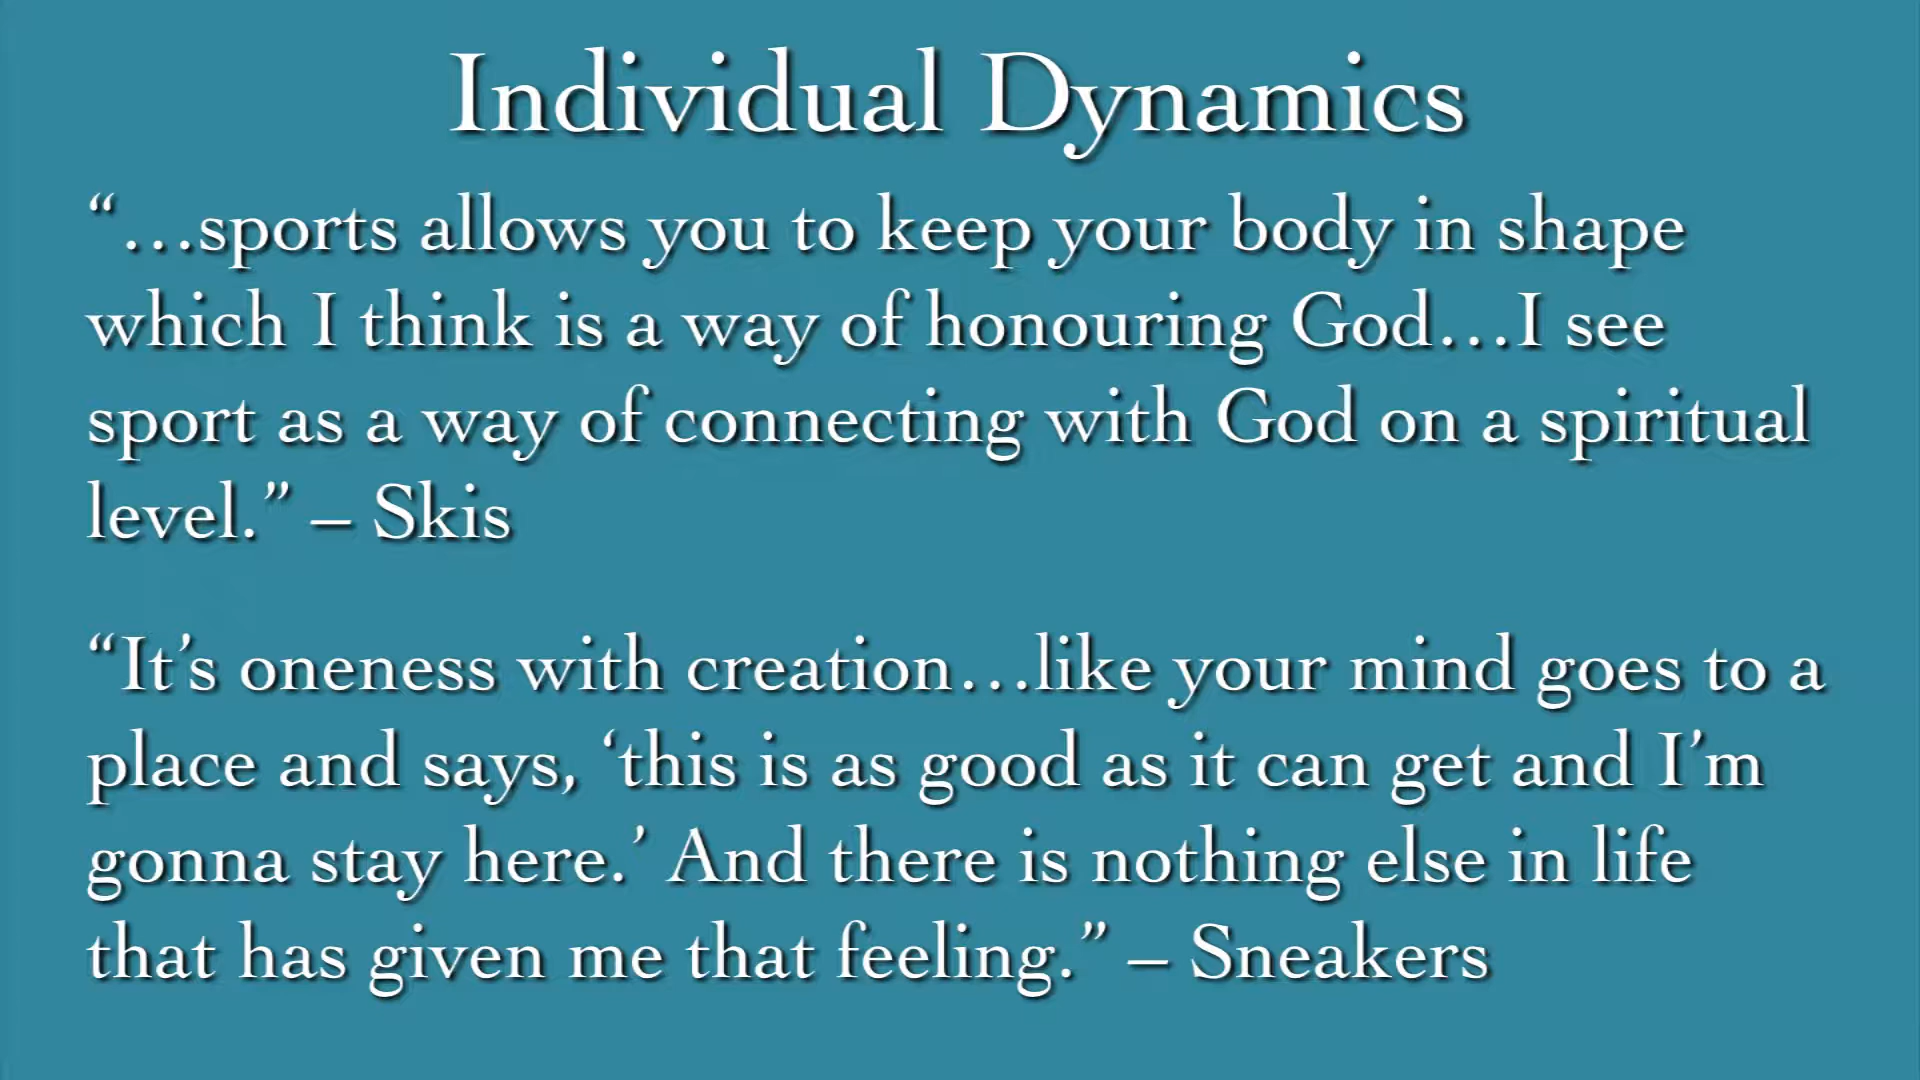 Individual Dynamics
“…sports allows you to keep your body in shape
which I think is a way of honouring God…I see
sport as a way of connecting with God on a spiritual
level.” – Skis
“It’s oneness with creation…like your mind goes to a
place and says, ‘this is as good as it can get and I’m
gonna stay here.’ And there is nothing else in life
that has given me that feeling.” – Sneakers